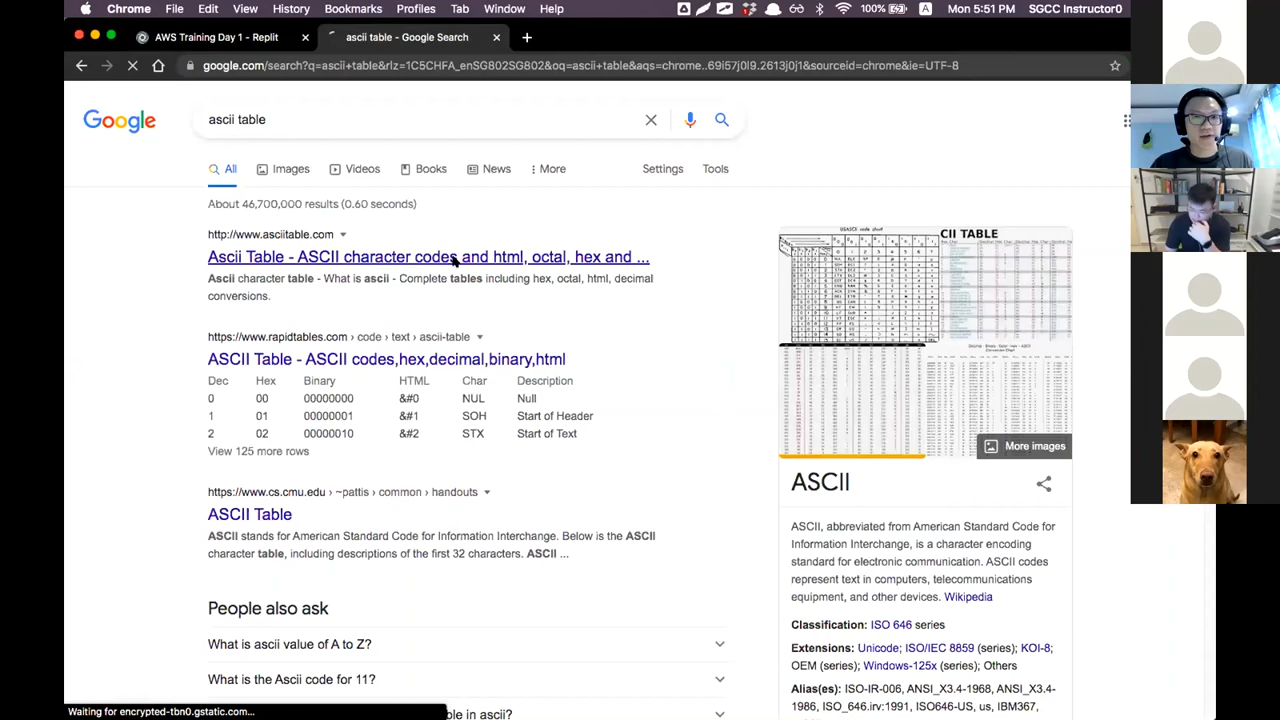 Chrome File Edit View History Bookmarks Profiles Tab Window Help 100% A Mon 5:51 PM SGCC Instructor0
AWS Training Day 1 - Replit
ascii table - Google Search
google.com/search?q=ascii+table&rlz=1C5CHFA_enSG802SG802&oq=ascii+table&aqs=chrome..69i57j0l9.2613j0j1&sourceid=chrome&ie=UTF-8
Google
ascii table
All Images Videos Books News More Settings Tools
About 46,700,000 results (0.60 seconds)
http://www.asciitable.com
Ascii Table - ASCII character codes and html, octal, hex and ...
Ascii character table - What is ascii - Complete tables including hex, octal, html, decimal
conversions.
https://www.rapidtables.com › code › text › ascii-table
ASCII Table - ASCII codes,hex,decimal,binary,html
Dec Hex Binary HTML Char Description
0 00 00000000 &#0 NUL Null
1 01 00000001 &#1 SOH Start of Header
2 02 00000010 &#2 STX Start of Text
View 125 more rows
https://www.cs.cmu.edu › ~pattis › common › handouts
ASCII Table
ASCII stands for American Standard Code for Information Interchange. Below is the ASCII
character table, including descriptions of the first 32 characters. ASCII ...
People also ask
What is ascii value of A to Z?
What is the Ascii code for 11?
ble in ascii?
Waiting for encrypted-tbn0.gstatic.com...
USASCII code chart
CII TABLE
More images
ASCII
ASCII, abbreviated from American Standard Code for
Information Interchange, is a character encoding
standard for electronic communication. ASCII codes
represent text in computers, telecommunications
equipment, and other devices. Wikipedia
Classification: ISO 646 series
Extensions: Unicode; ISO/IEC 8859 (series); KOI-8;
OEM (series); Windows-125x (series); Others
Alias(es): ISO-IR-006, ANSI_X3.4-1968, ANSI_X3.4-
1986, ISO_646.irv:1991, ISO646-US, us, IBM367,